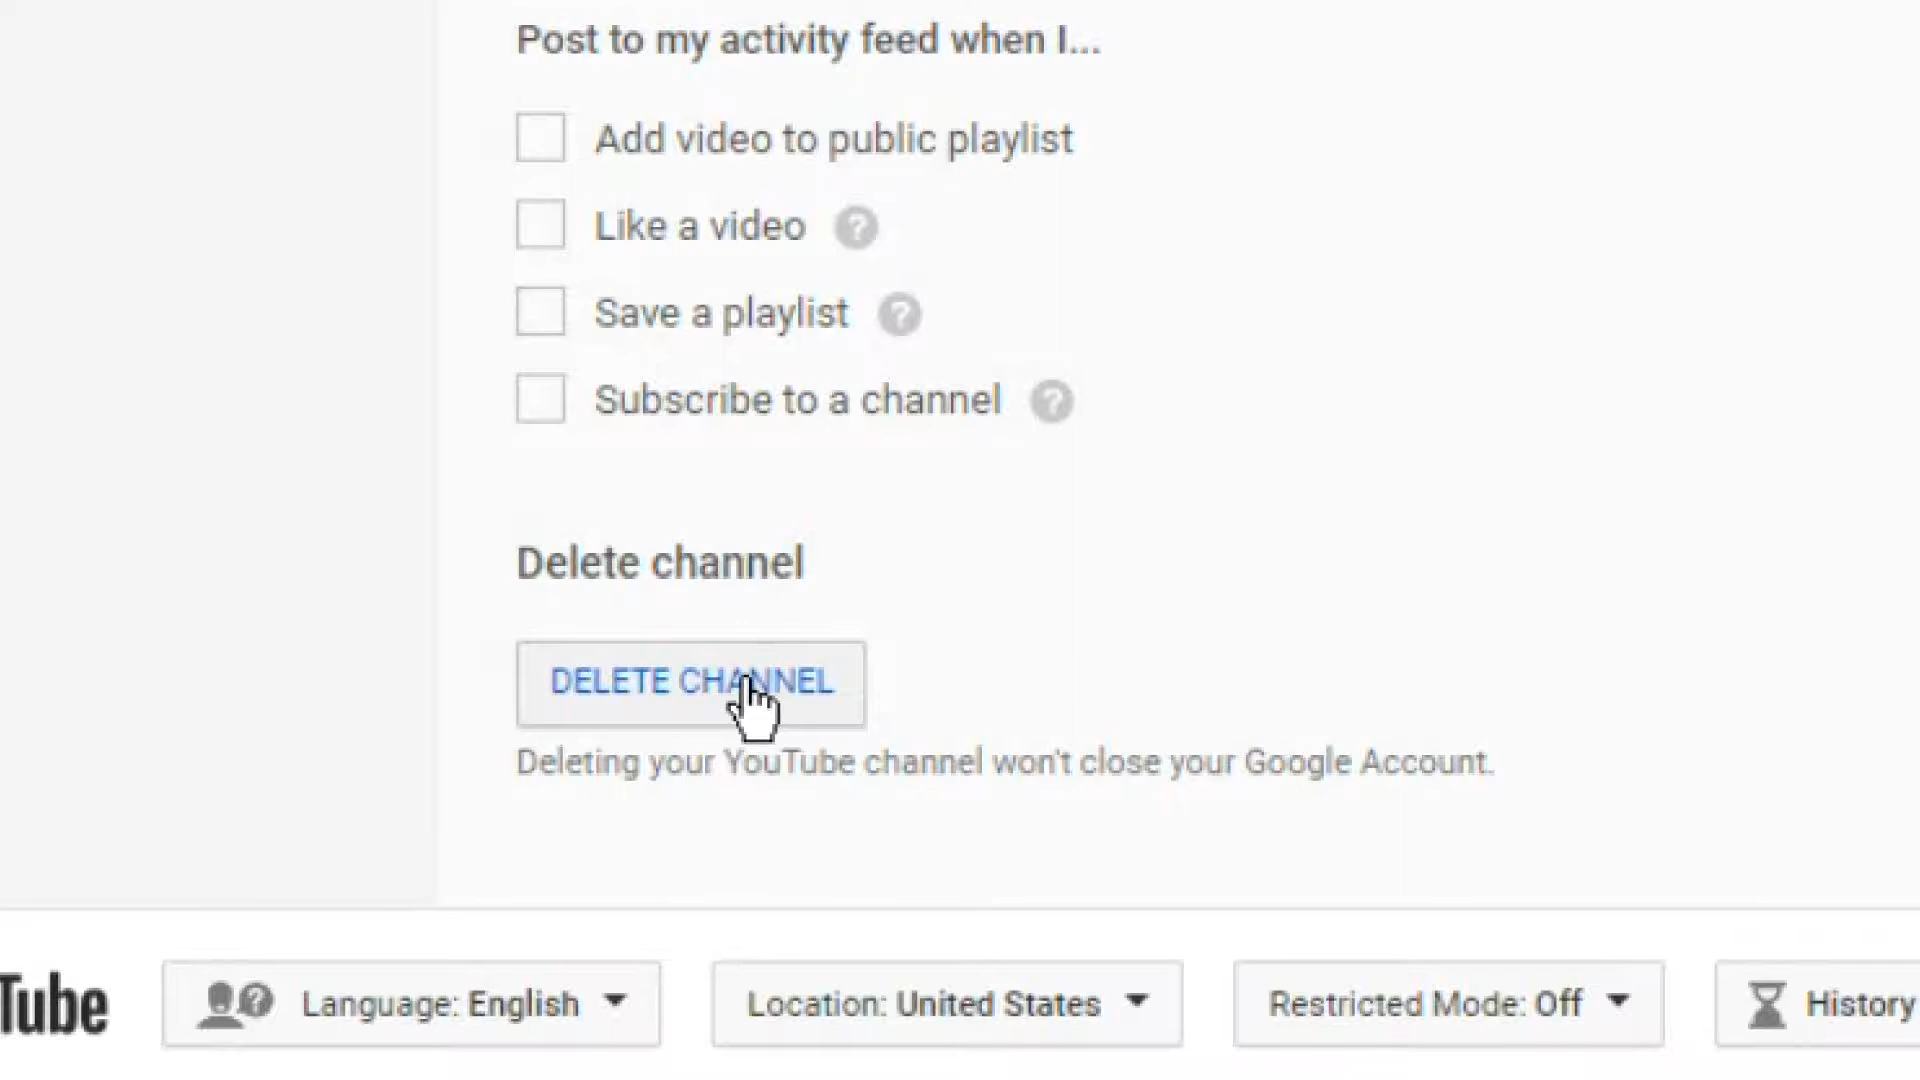 Post to my activity feed when I...
Add video to public playlist
Like a video ?
Save a playlist ?
Subscribe to a channel ?
Delete channel
DELETE CHANNEL
Deleting your YouTube channel won't close your Google Account.
Tube ? Language: English Location: United States Restricted Mode: Off History